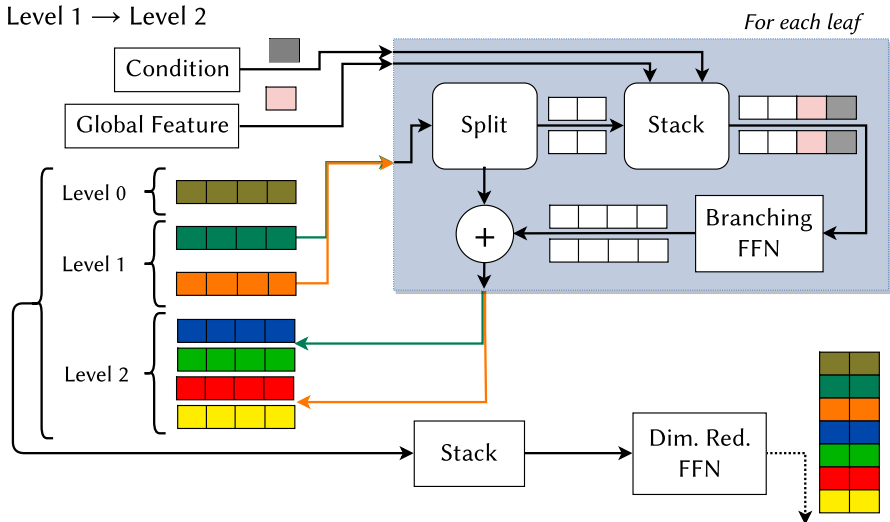 Level 1 → Level 2
For each leaf
Condition
Global Feature
Split
Stack
Level 0
Level 1
Level 2
+
Branching
FFN
Stack
Dim. Red.
FFN